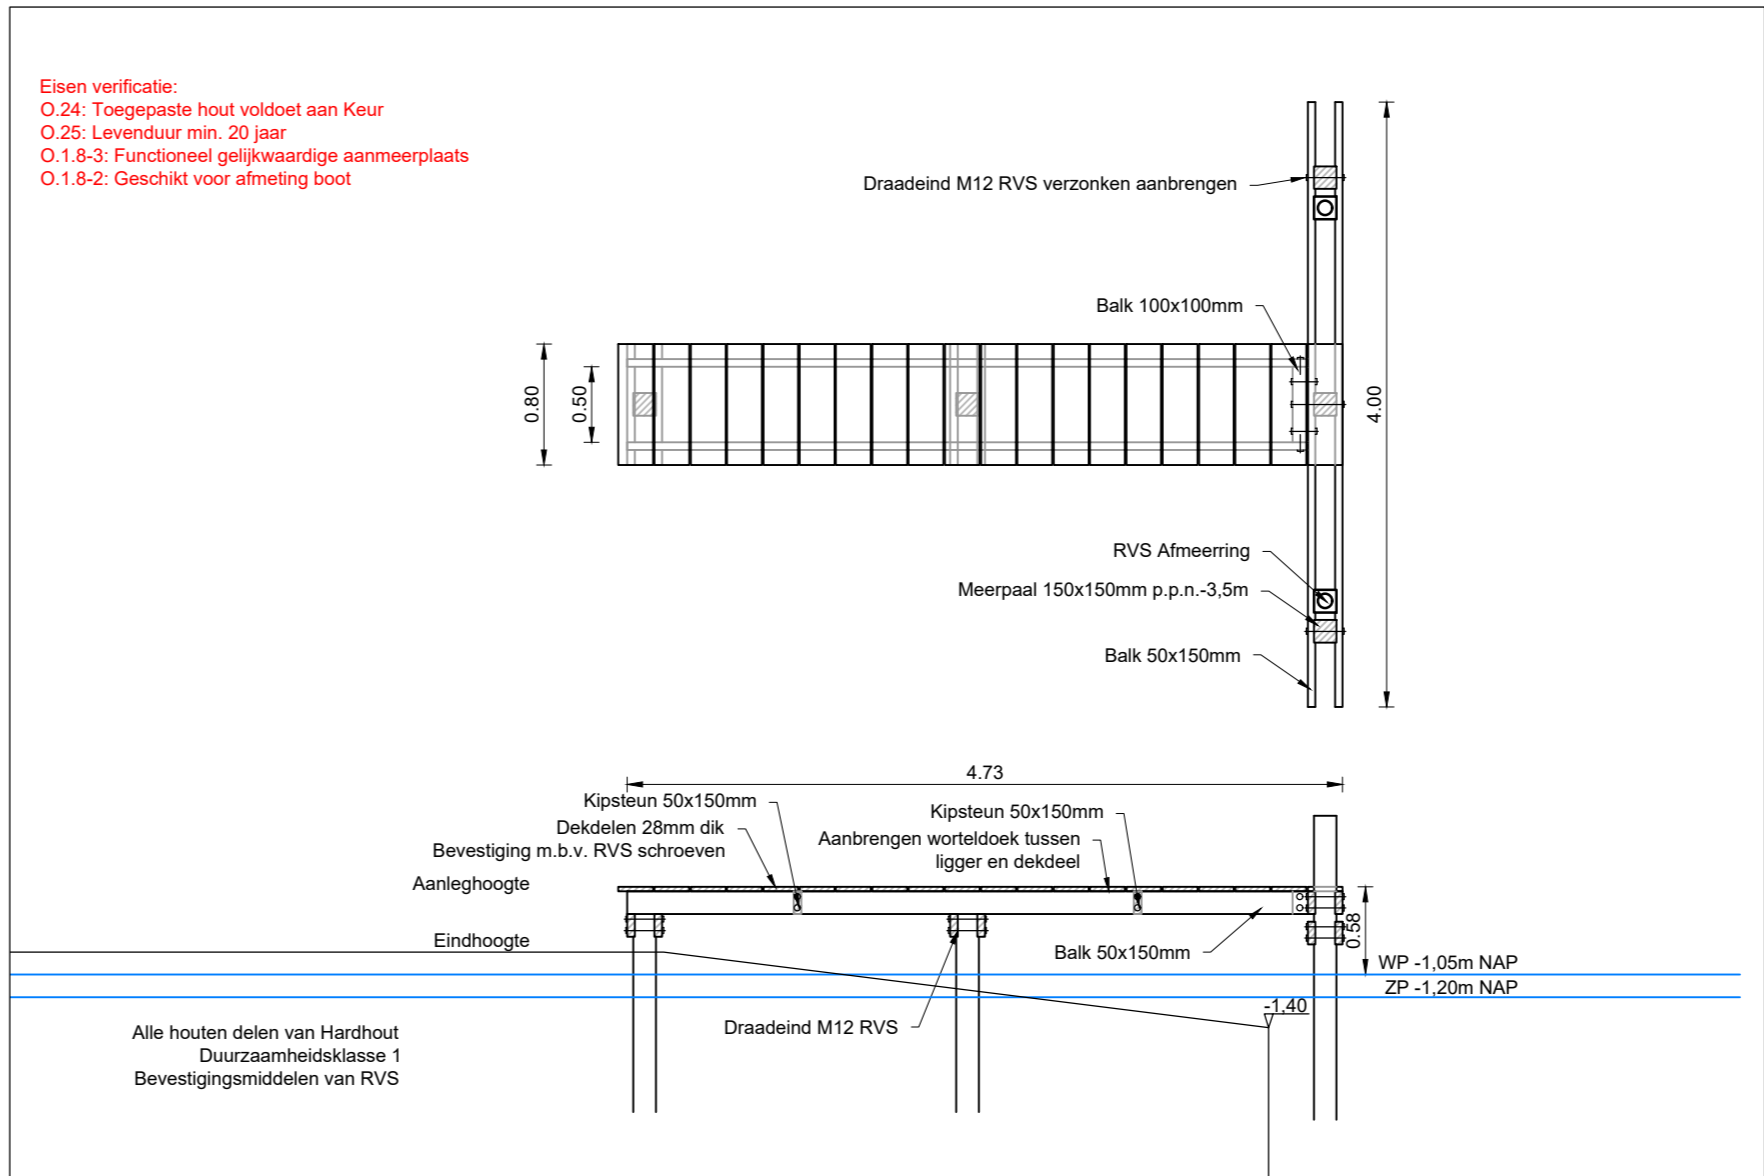 Eisen verificatie:
O.24: Toegepaste hout voldoet aan Keur
O.25: Levenduur min. 20 jaar
O.1.8-3: Functioneel gelijkwaardige aanmeerplaats
O.1.8-2: Geschikt voor afmeting boot
Draadeind M12 RVS verzonken aanbrengen
Balk 100x100mm
0.80
0.50
4.00
RVS Afmeerring
Meerpaal 150x150mm p.p.n.-3,5m
Balk 50x150mm
4.73
Kipsteun 50x150mm
Dekdelen 28mm dik
Bevestiging m.b.v. RVS schroeven
Kipsteun 50x150mm
Aanbrengen worteldoek tussen
ligger en dekdeel
Aanleghoogte
Eindhoogte
Balk 50x150mm
0.58
WP -1,05m NAP
ZP -1,20m NAP
-1,40
Draadeind M12 RVS
Alle houten delen van Hardhout
Duurzaamheidsklasse 1
Bevestigingsmiddelen van RVS